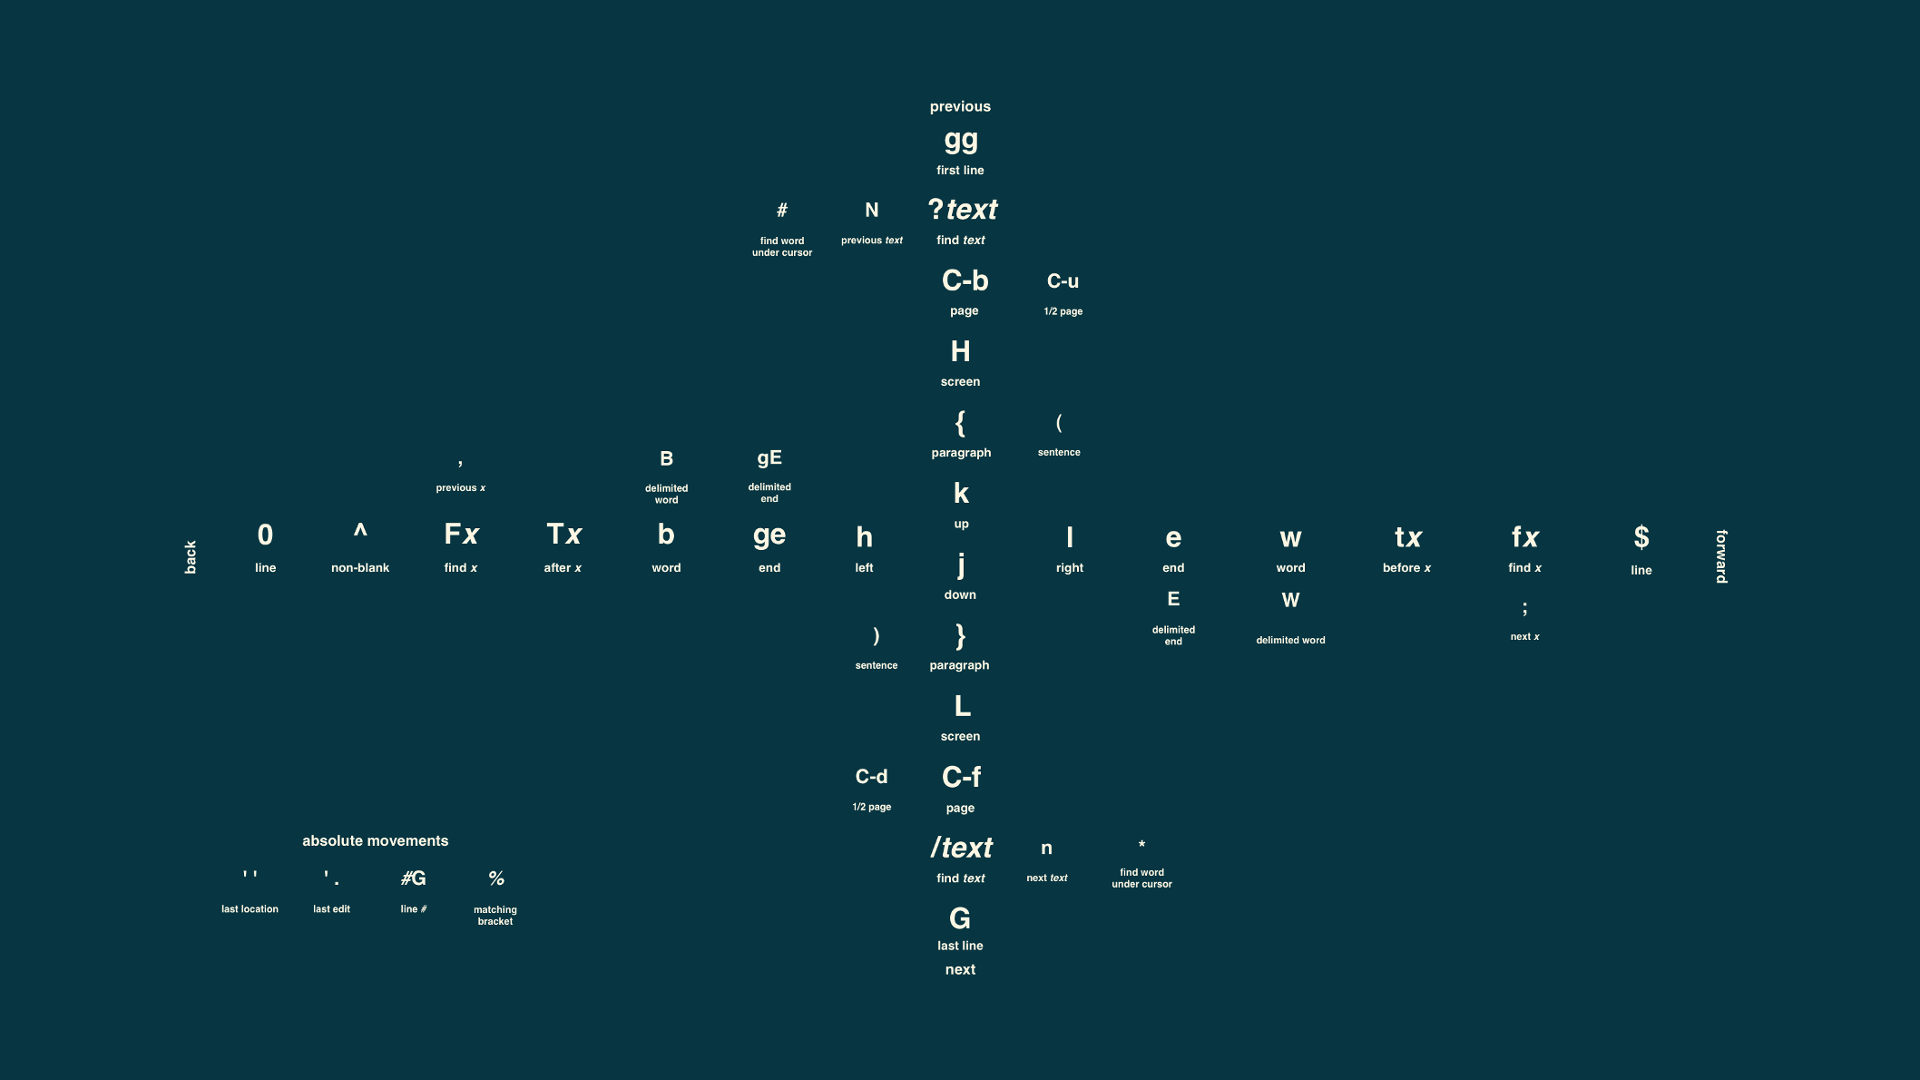 previous
gg
first line
# N ?text
find word previous text find text
under cursor
C-b C-u
page 1/2 page
H
screen
{ (
paragraph sentence
, B gE
previous x delimited delimited
word end
k
up
back 0 ^ Fx Tx b ge h l e w tx fx $ forward
line non-blank find x after x word end left right end word before x find x line
j
down
E W ;
delimited delimited word next x
end
) }
sentence paragraph
L
screen
C-d C-f
1/2 page page
/text n *
find text next text find word
under cursor
G
last line
next
absolute movements
' ' ' . #G %
last location last edit line # matching
bracket